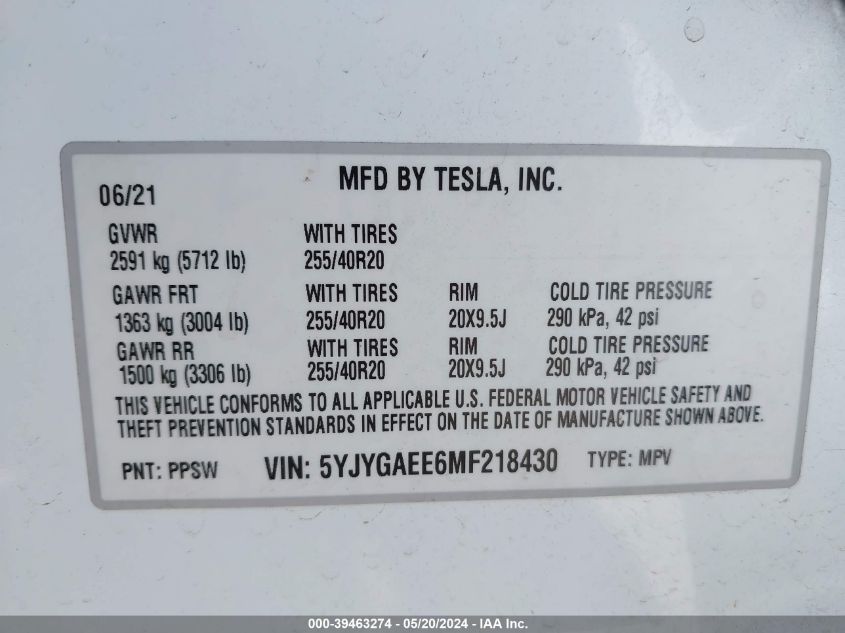 MFD BY TESLA, INC.
06/21
GVWR WITH TIRES
2591 kg (5712 lb) 255/40R20
GAWR FRT WITH TIRES RIM COLD TIRE PRESSURE
1363 kg (3004 lb) 255/40R20 20X9.5J 290 kPa, 42 psi
GAWR RR WITH TIRES RIM COLD TIRE PRESSURE
1500 kg (3306 lb) 255/40R20 20X9.5J 290 kPa, 42 psi
THIS VEHICLE CONFORMS TO ALL APPLICABLE U.S. FEDERAL MOTOR VEHICLE SAFETY AND
THEFT PREVENTION STANDARDS IN EFFECT ON THE DATE OF MANUFACTURE SHOWN ABOVE.
PNT: PPSW VIN: 5YJYGAEE6MF218430 TYPE: MPV
000-39463274 - 05/20/2024 - IAA Inc.